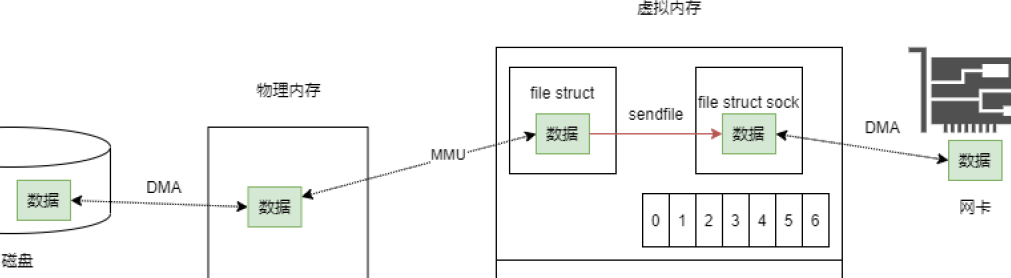 虚拟内存
物理内存
file struct
sendfile
file struct sock
DMA
数据
数据
数据
MMU
数据
DMA
数据
网卡
0 1 2 3 4 5 6
磁盘